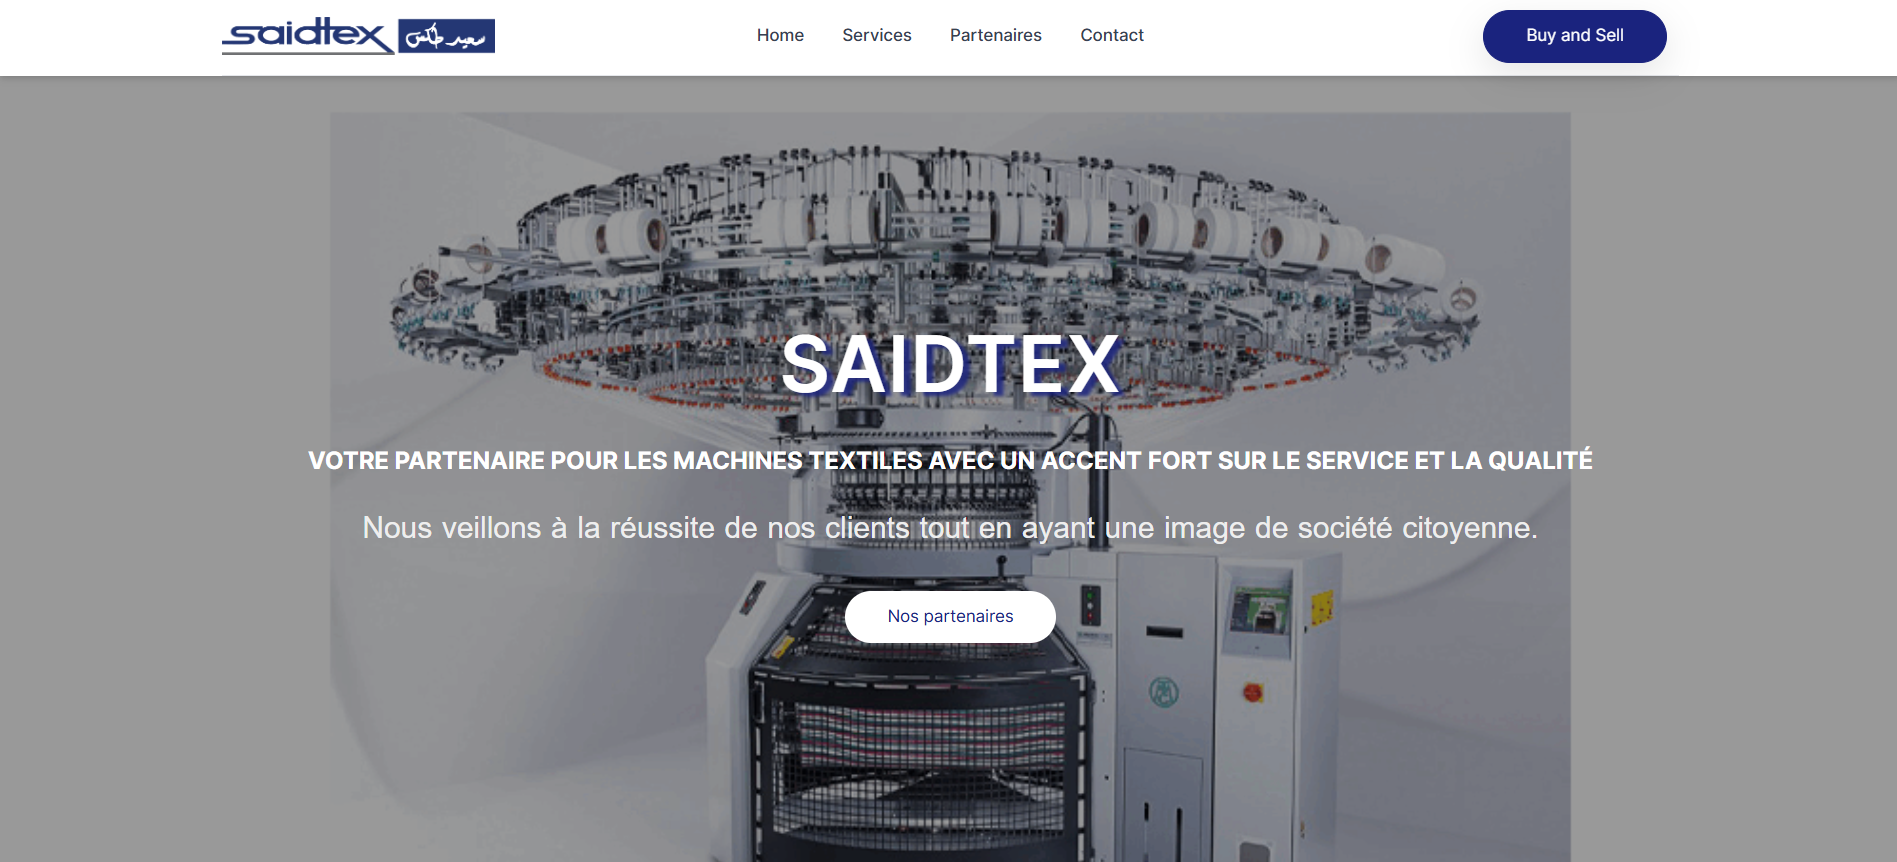 saidtex سعيد طكس
Home Services Partenaires Contact
Buy and Sell
SAIDTEX
VOTRE PARTENAIRE POUR LES MACHINES TEXTILES AVEC UN ACCENT FORT SUR LE SERVICE ET LA QUALITÉ
Nous veillons à la réussite de nos clients tout en ayant une image de société citoyenne.
Nos partenaires